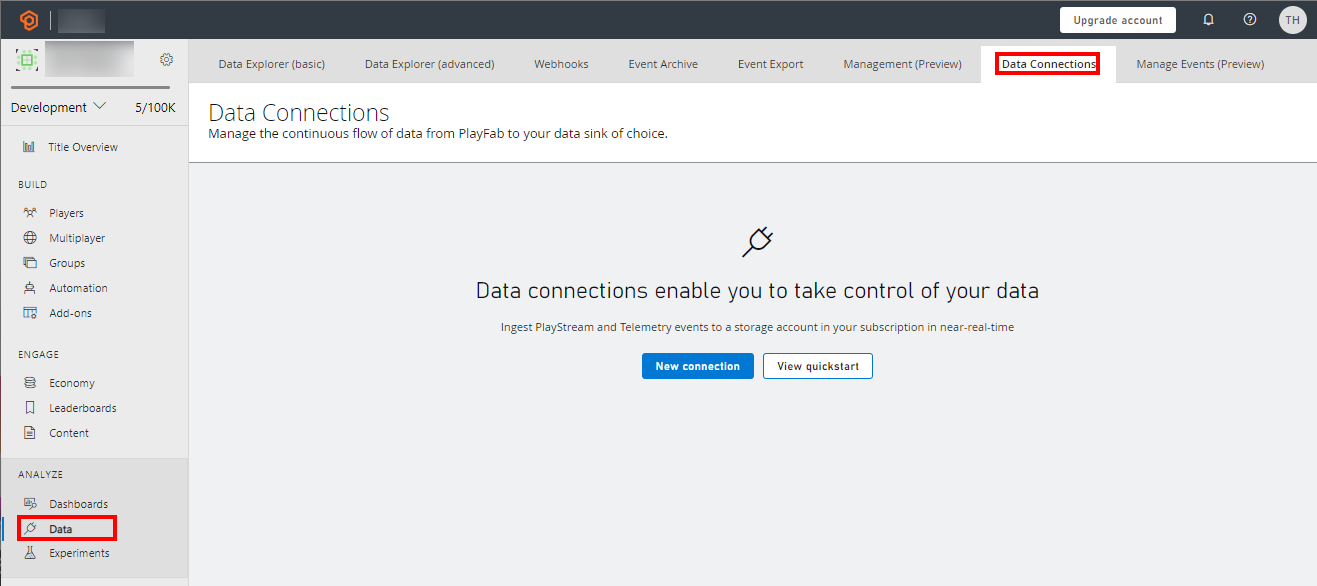 Upgrade account
TH
Development 5/100K
Title Overview
BUILD
Players
Multiplayer
Groups
Automation
Add-ons
ENGAGE
Economy
Leaderboards
Content
ANALYZE
Dashboards
Data
Experiments
Data Explorer (basic) Data Explorer (advanced) Webhooks Event Archive Event Export Management (Preview) Data Connections Manage Events (Preview)
Data Connections
Manage the continuous flow of data from PlayFab to your data sink of choice.
Data connections enable you to take control of your data
Ingest PlayStream and Telemetry events to a storage account in your subscription in near-real-time
New connection View quickstart